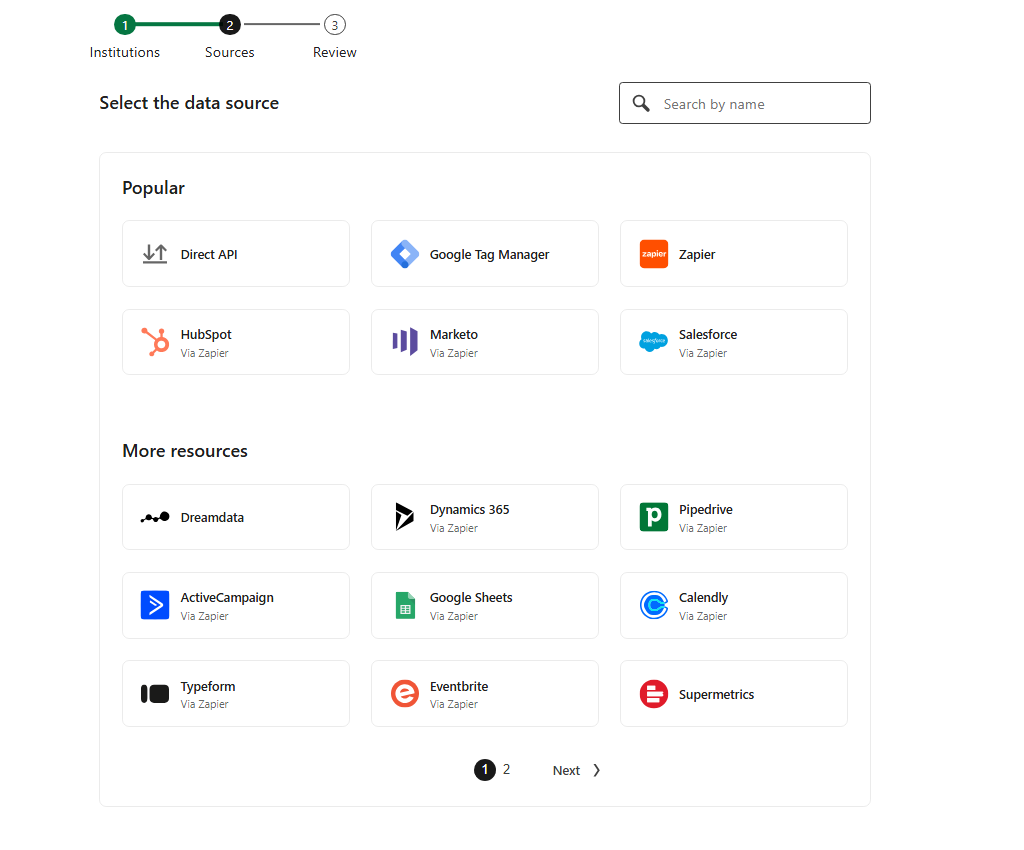 1 2 3
Institutions Sources Review
Select the data source
Search by name
Popular
Direct API
Google Tag Manager
zapier
Zapier
HubSpot
Via Zapier
Marketo
Via Zapier
salesforce
Salesforce
Via Zapier
More resources
Dreamdata
Dynamics 365
Via Zapier
Pipedrive
Via Zapier
ActiveCampaign
Via Zapier
Google Sheets
Via Zapier
Calendly
Via Zapier
Typeform
Via Zapier
Eventbrite
Via Zapier
Supermetrics
1 2 Next